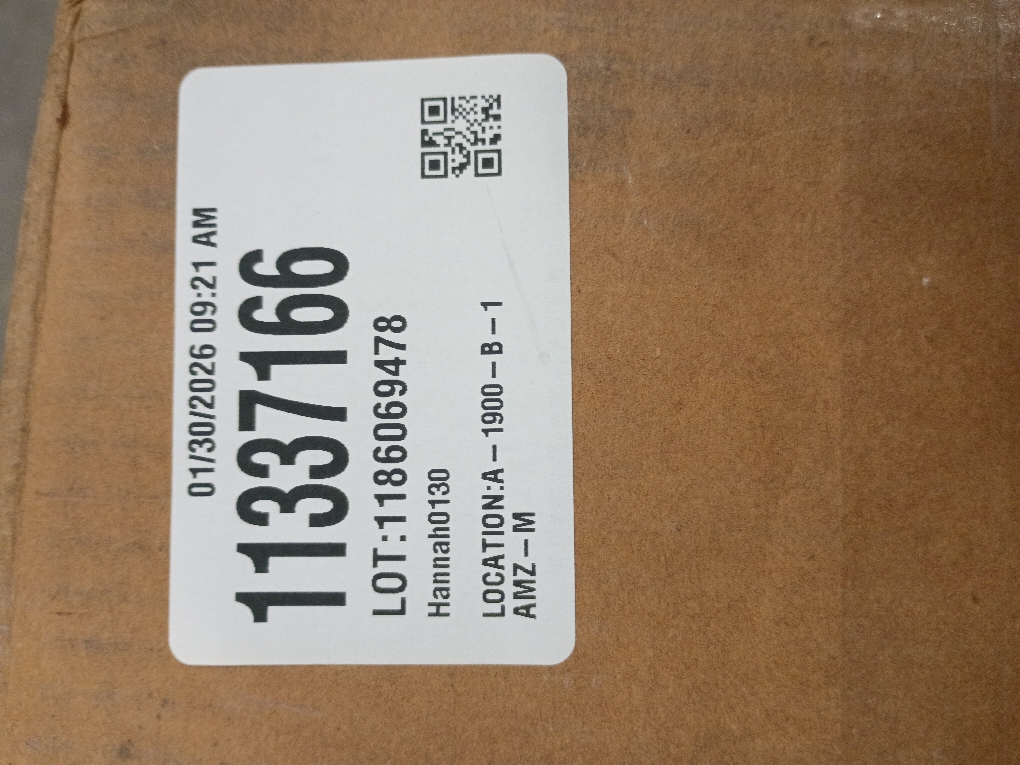 01/30/2026 09:21 AM
11337166
LOT:1186069478
Hannah0130
LOCATION:A-1900-B-1
AMZ-M